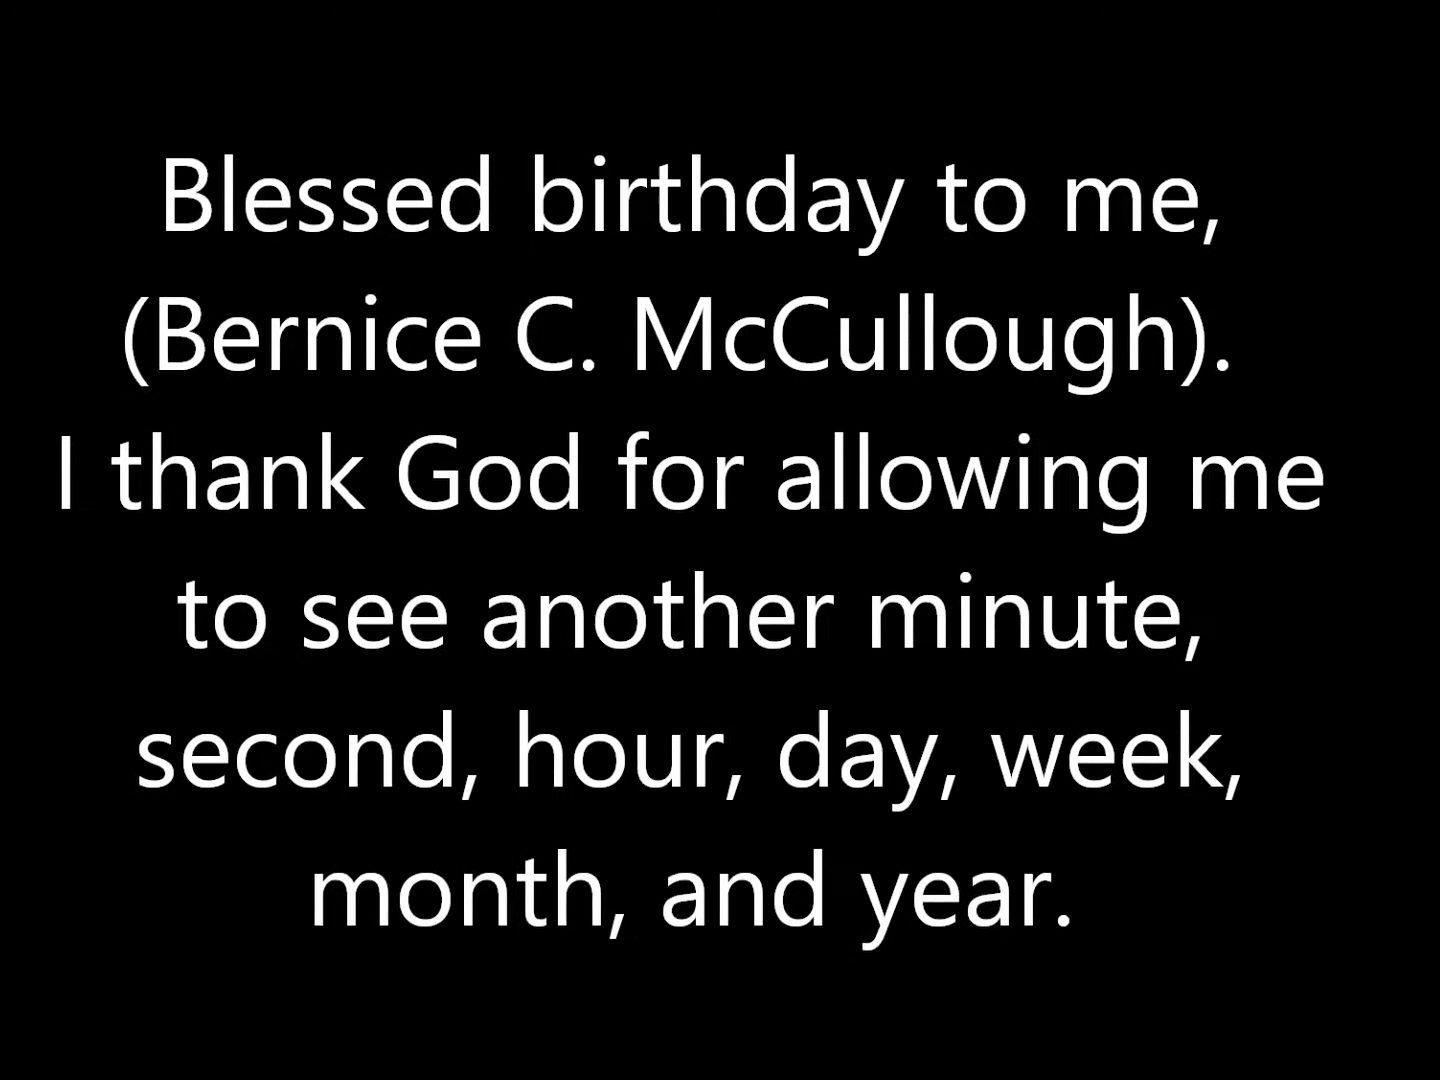 Blessed birthday to me,
(Bernice C. McCullough).
I thank God for allowing me
to see another minute,
second, hour, day, week,
month, and year.